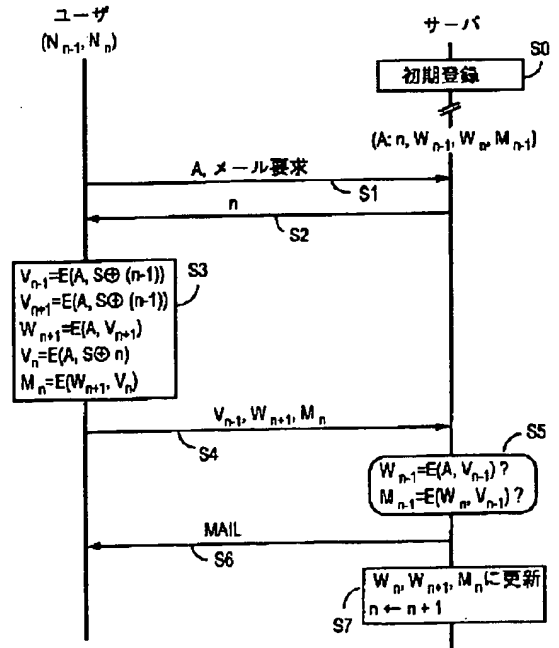 ユーザ
(N n-1, N n)
サーバ
S0
初期登録
(A: n, W n-1, W n, M n-1)
A, メール要求
S1
n
S2
S3
V n-1=E(A, S⊕ (n-1))
V n+1=E(A, S⊕ (n-1))
W n+1=E(A, V n+1)
V n=E(A, S⊕ n)
M n=E(W n+1, V n)
V n-1, W n+1, M n
S4
S5
W n-1=E(A, V n-1) ?
M n-1=E(W n, V n-1) ?
MAIL
S6
W n, W n+1, M n に更新
n ← n + 1
S7